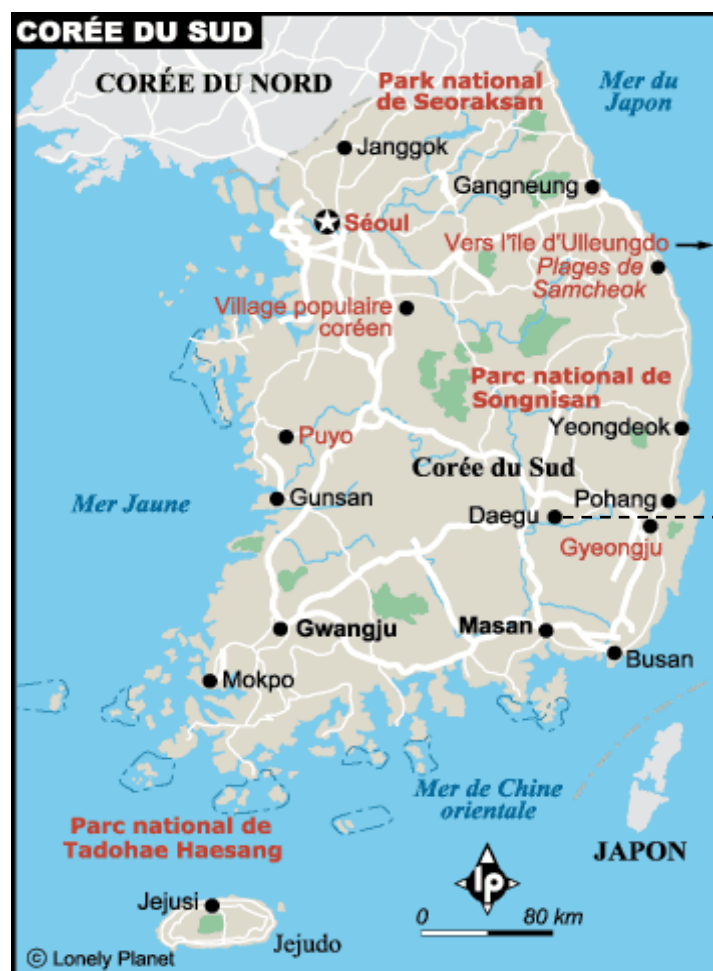 CORÉE DU SUD
CORÉE DU NORD
Park national
de Seoraksan
Mer du
Japon
Janggok
Gangneung
Séoul
Vers l'île d'Ulleungdo
Plages de
Samcheok
Village populaire
coréen
Parc national de
Songnisan
Yeongdeok
Puyo
Corée du Sud
Mer Jaune
Gunsan
Pohang
Daegu
Gyeongju
Gwangju
Masan
Busan
Mokpo
Mer de Chine
orientale
Parc national de
Tadohae Haesang
JAPON
lp
Jejusi
0 80 km
Jejudo
© Lonely Planet